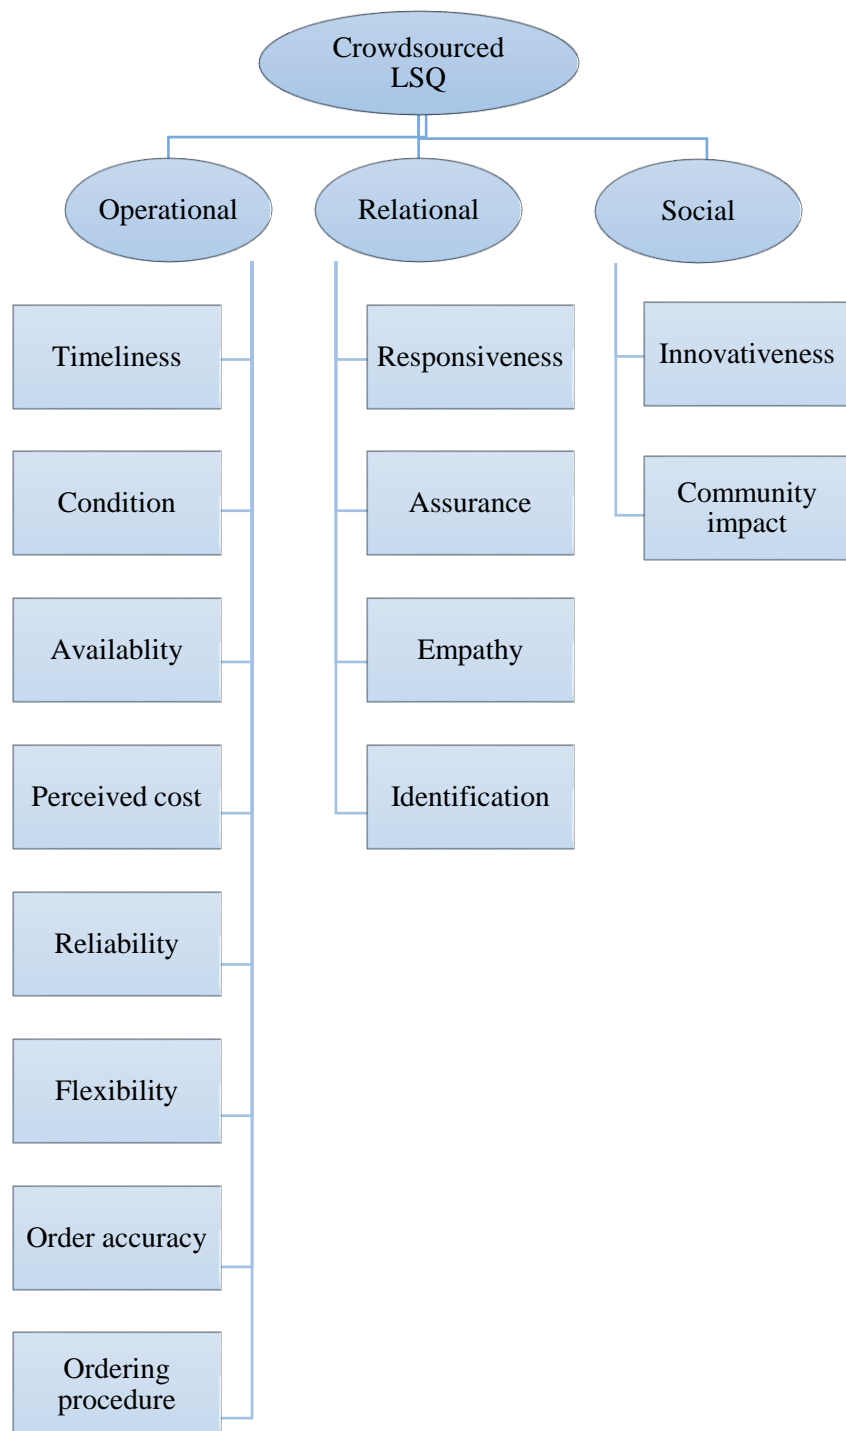 Crowdsourced
LSQ
Operational
Relational
Social
Timeliness
Condition
Availablity
Perceived cost
Reliability
Flexibility
Order accuracy
Ordering
procedure
Responsiveness
Assurance
Empathy
Identification
Innovativeness
Community
impact